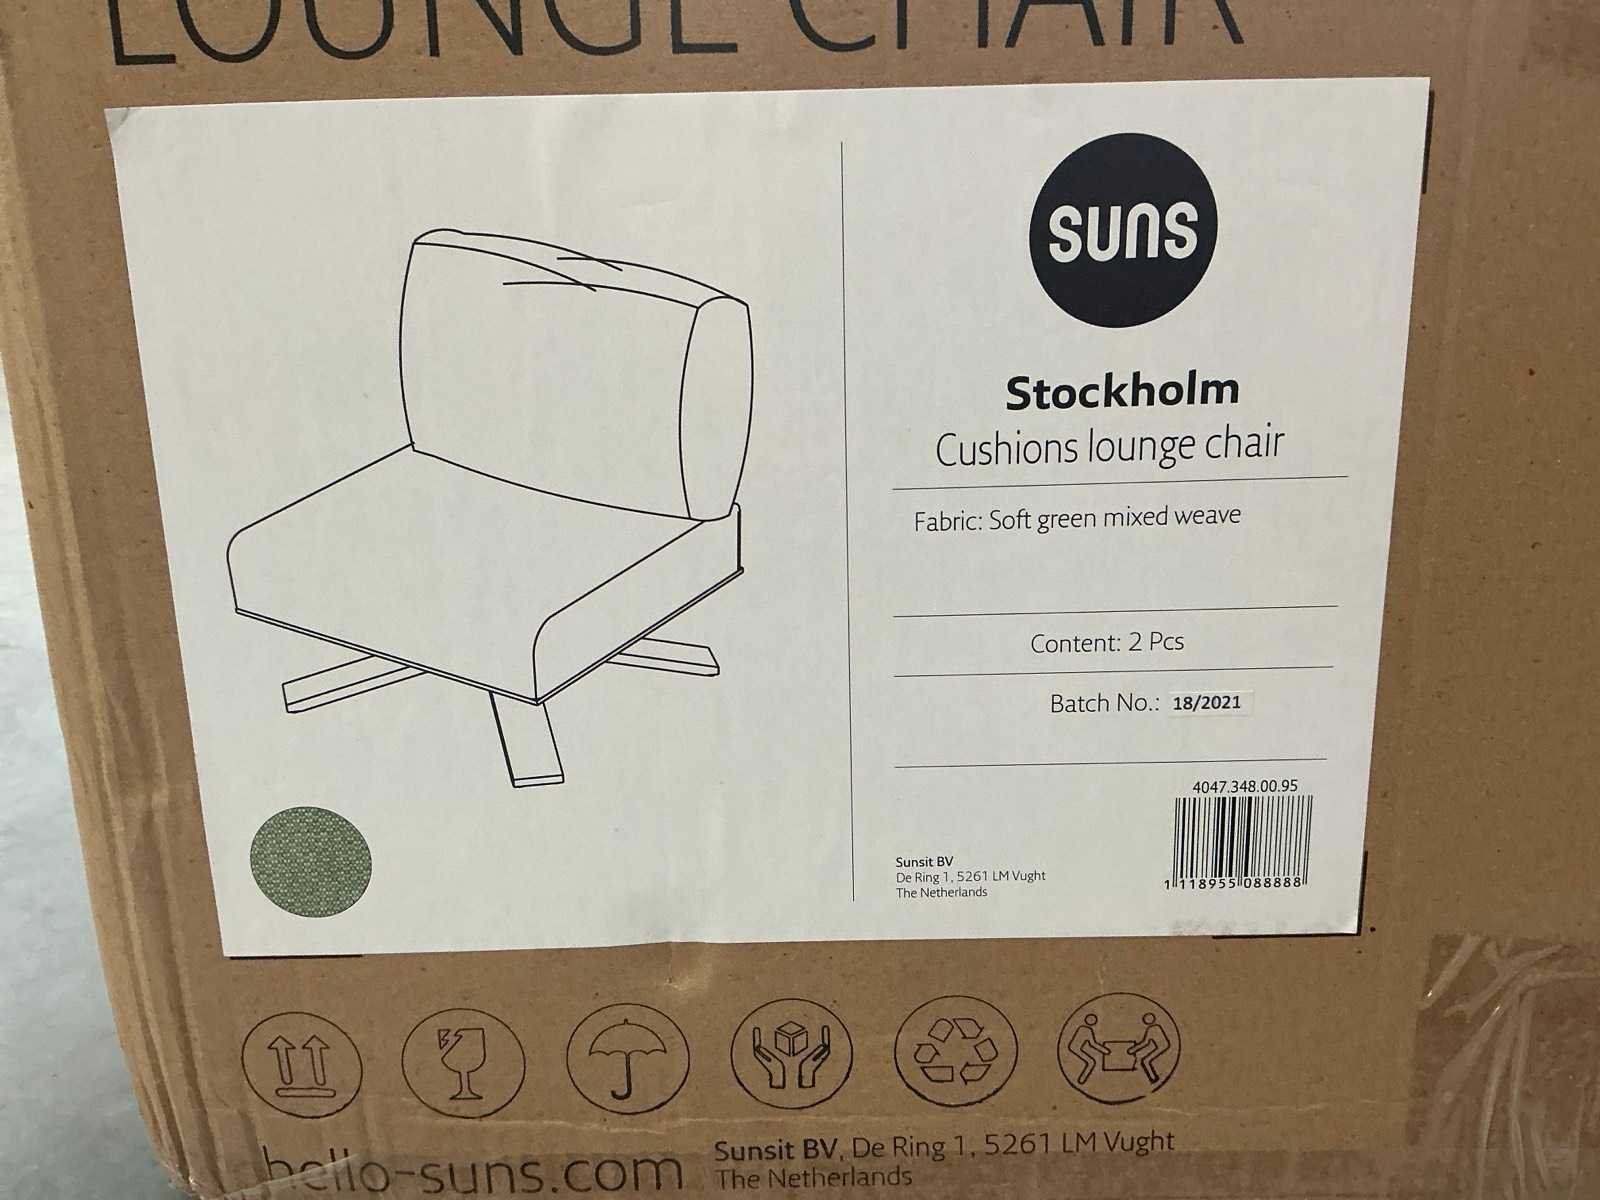 LOUNGE CHAIR
suns
Stockholm
Cushions lounge chair
Fabric: Soft green mixed weave
Content: 2 Pcs
Batch No.: 18/2021
4047.348.00.95
1 118955 088888
Sunsit BV
De Ring 1, 5261 LM Vught
The Netherlands
hello-suns.com
Sunsit BV, De Ring 1, 5261 LM Vught
The Netherlands